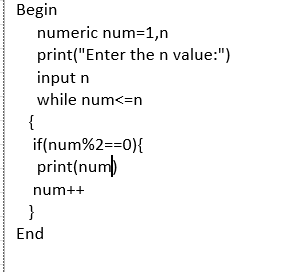 Begin
numeric num=1,n
print("Enter the n value:")
input n
while num<=n
{
if(num%2==0){
print(num)
num++
}
End